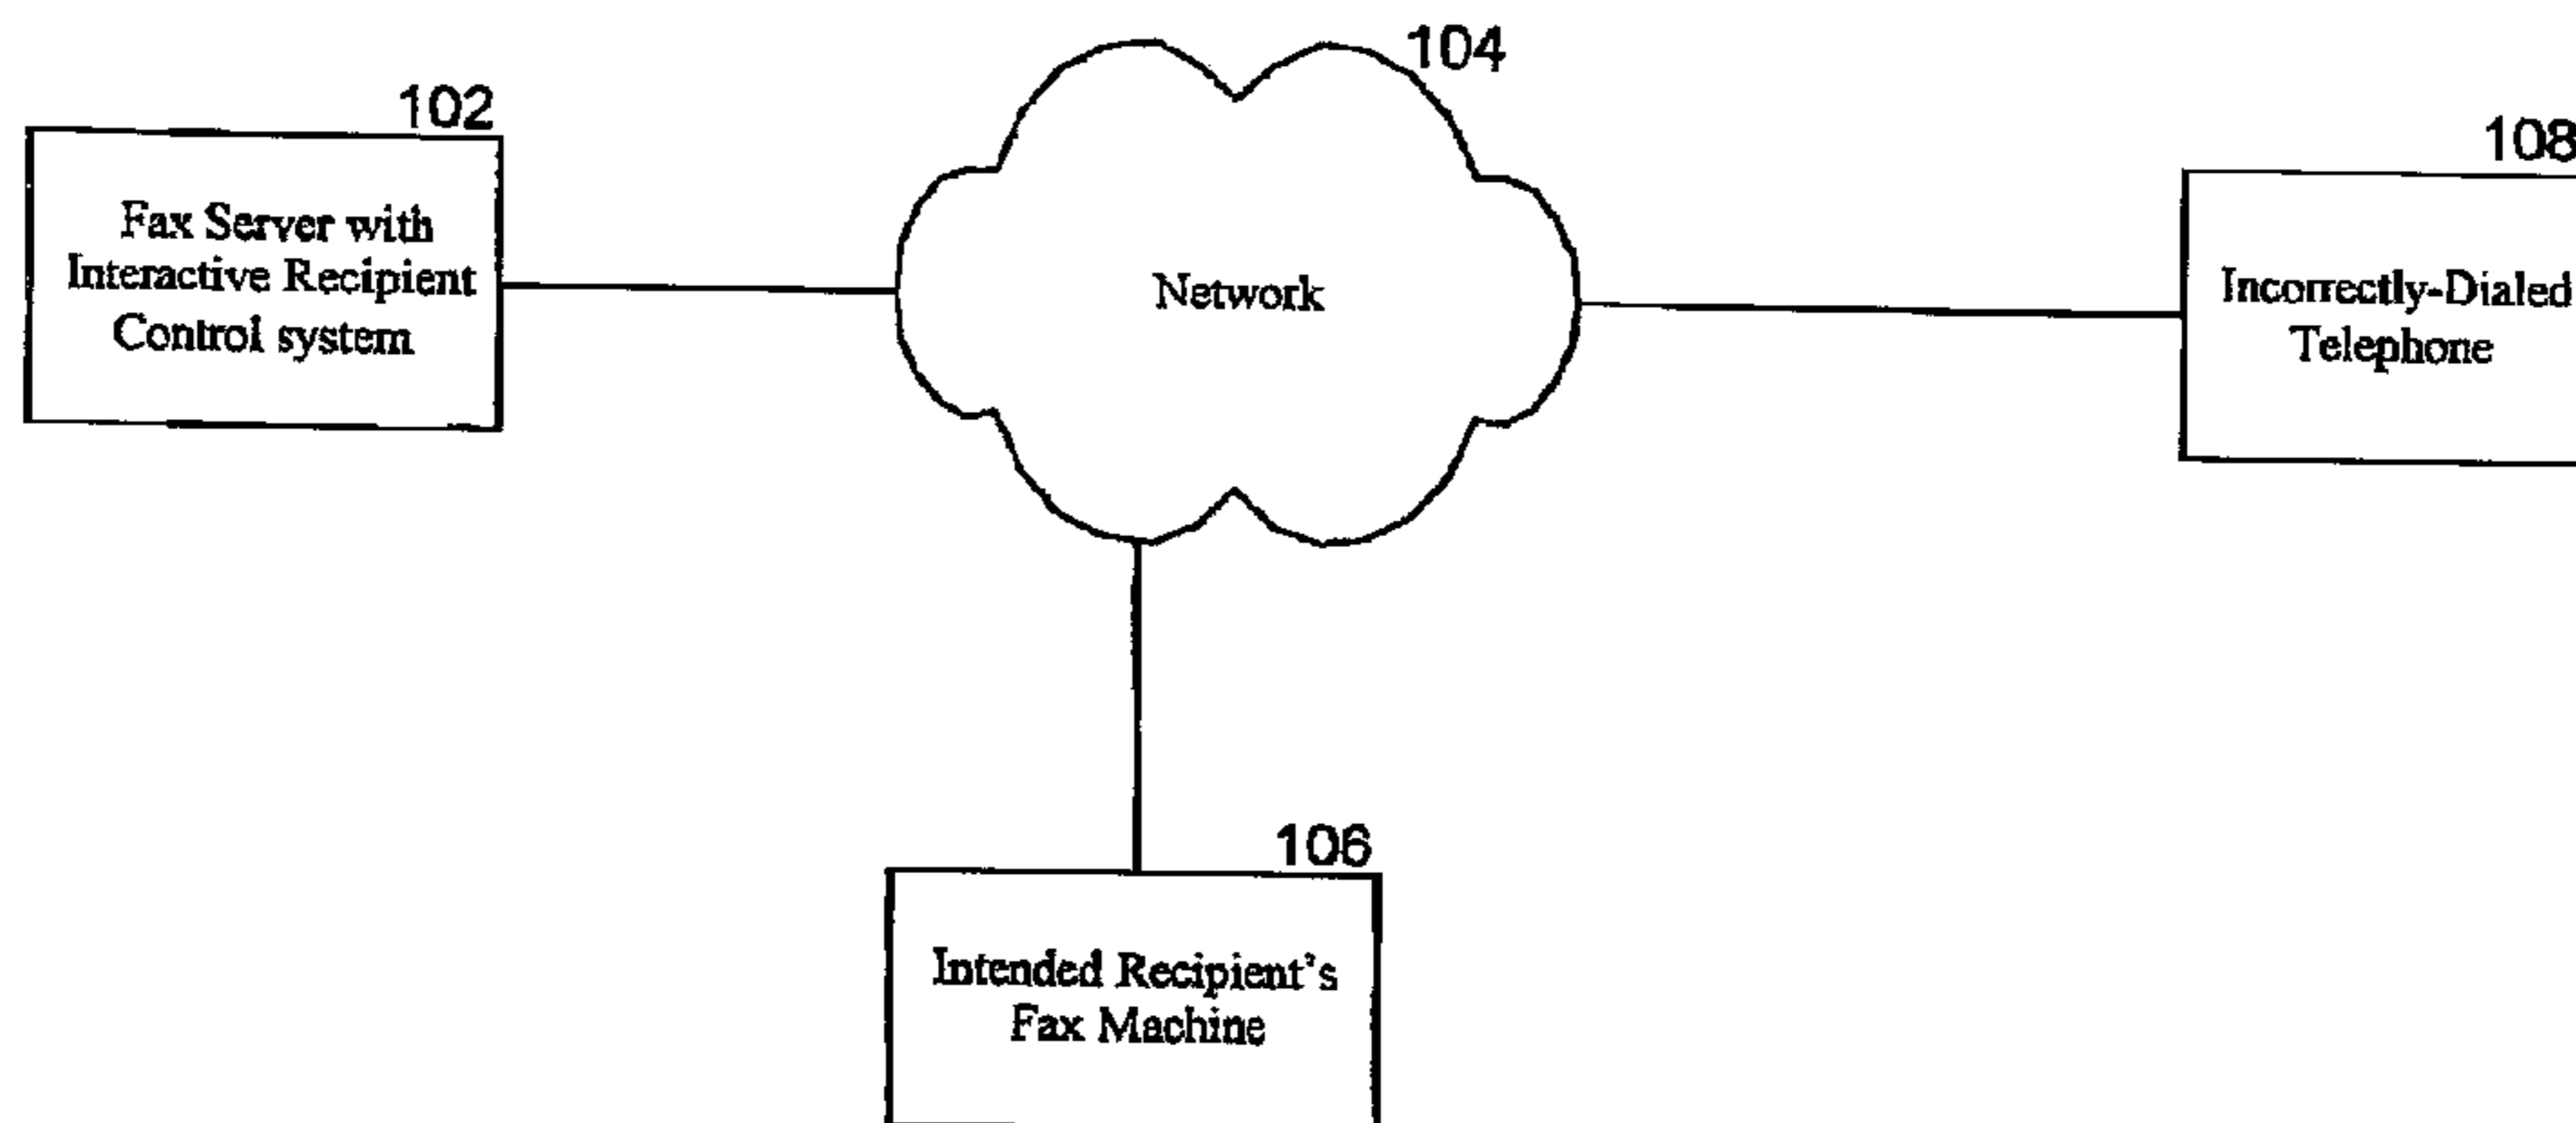 104
102
108
Fax Server with
Interactive Recipient
Control system
Network
Incorrectly-Dialed
Telephone
106
Intended Recipient's
Fax Machine